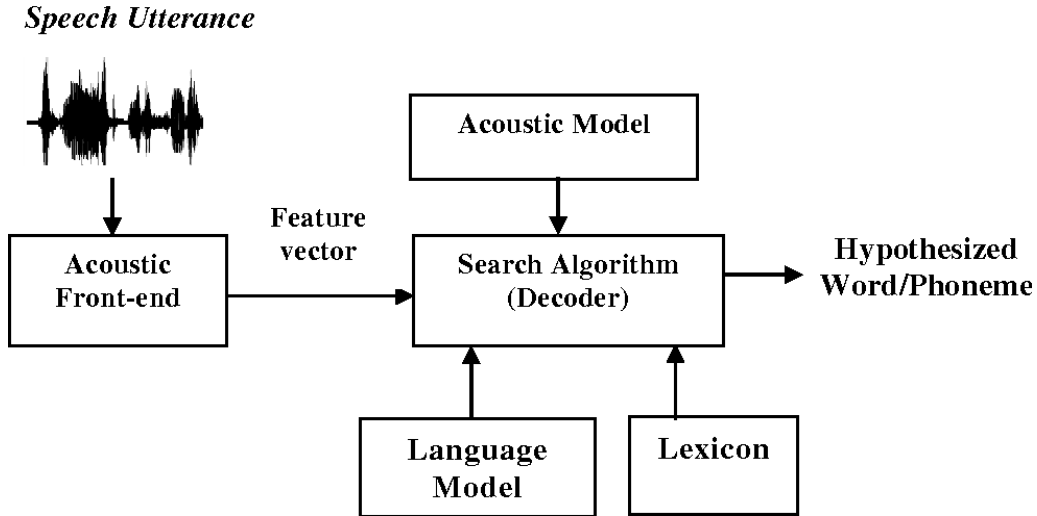 Speech Utterance
Acoustic Model
Feature
vector
Acoustic
Front-end
Search Algorithm
(Decoder)
Hypothesized
Word/Phoneme
Language
Model
Lexicon